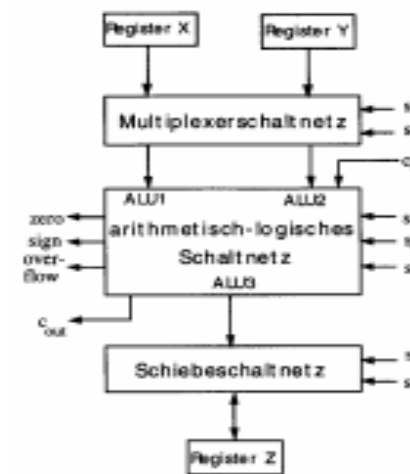 Register X
Register Y
Multiplexerschaltnetz
ALU1
ALU2
zero
arithmetisch-logisches
sign
Schaltnetz
over-
flow
ALU3
c out
Schiebeschaltnetz
Register Z